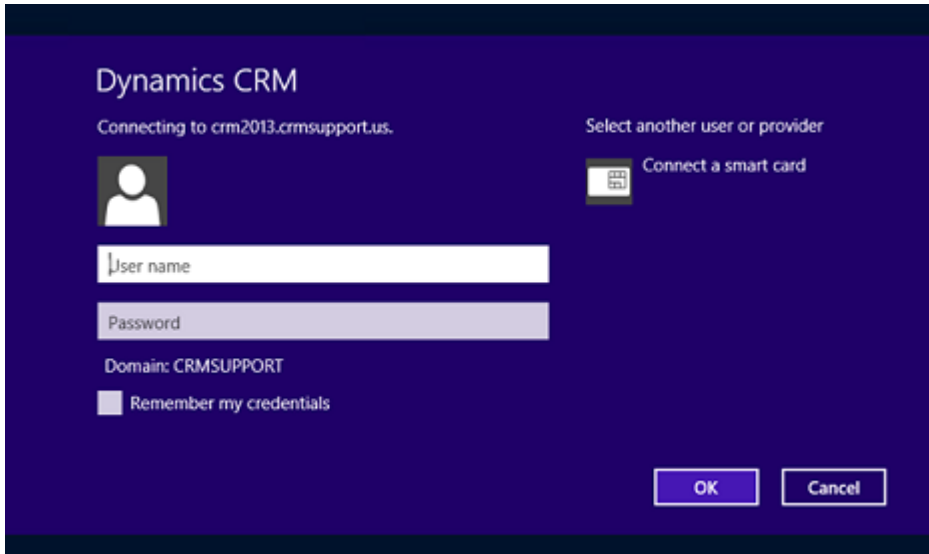 Dynamics CRM
Connecting to crm2013.crmsupport.us.
User name
Password
Domain: CRMSUPPORT
Remember my credentials
Select another user or provider
Connect a smart card
OK
Cancel